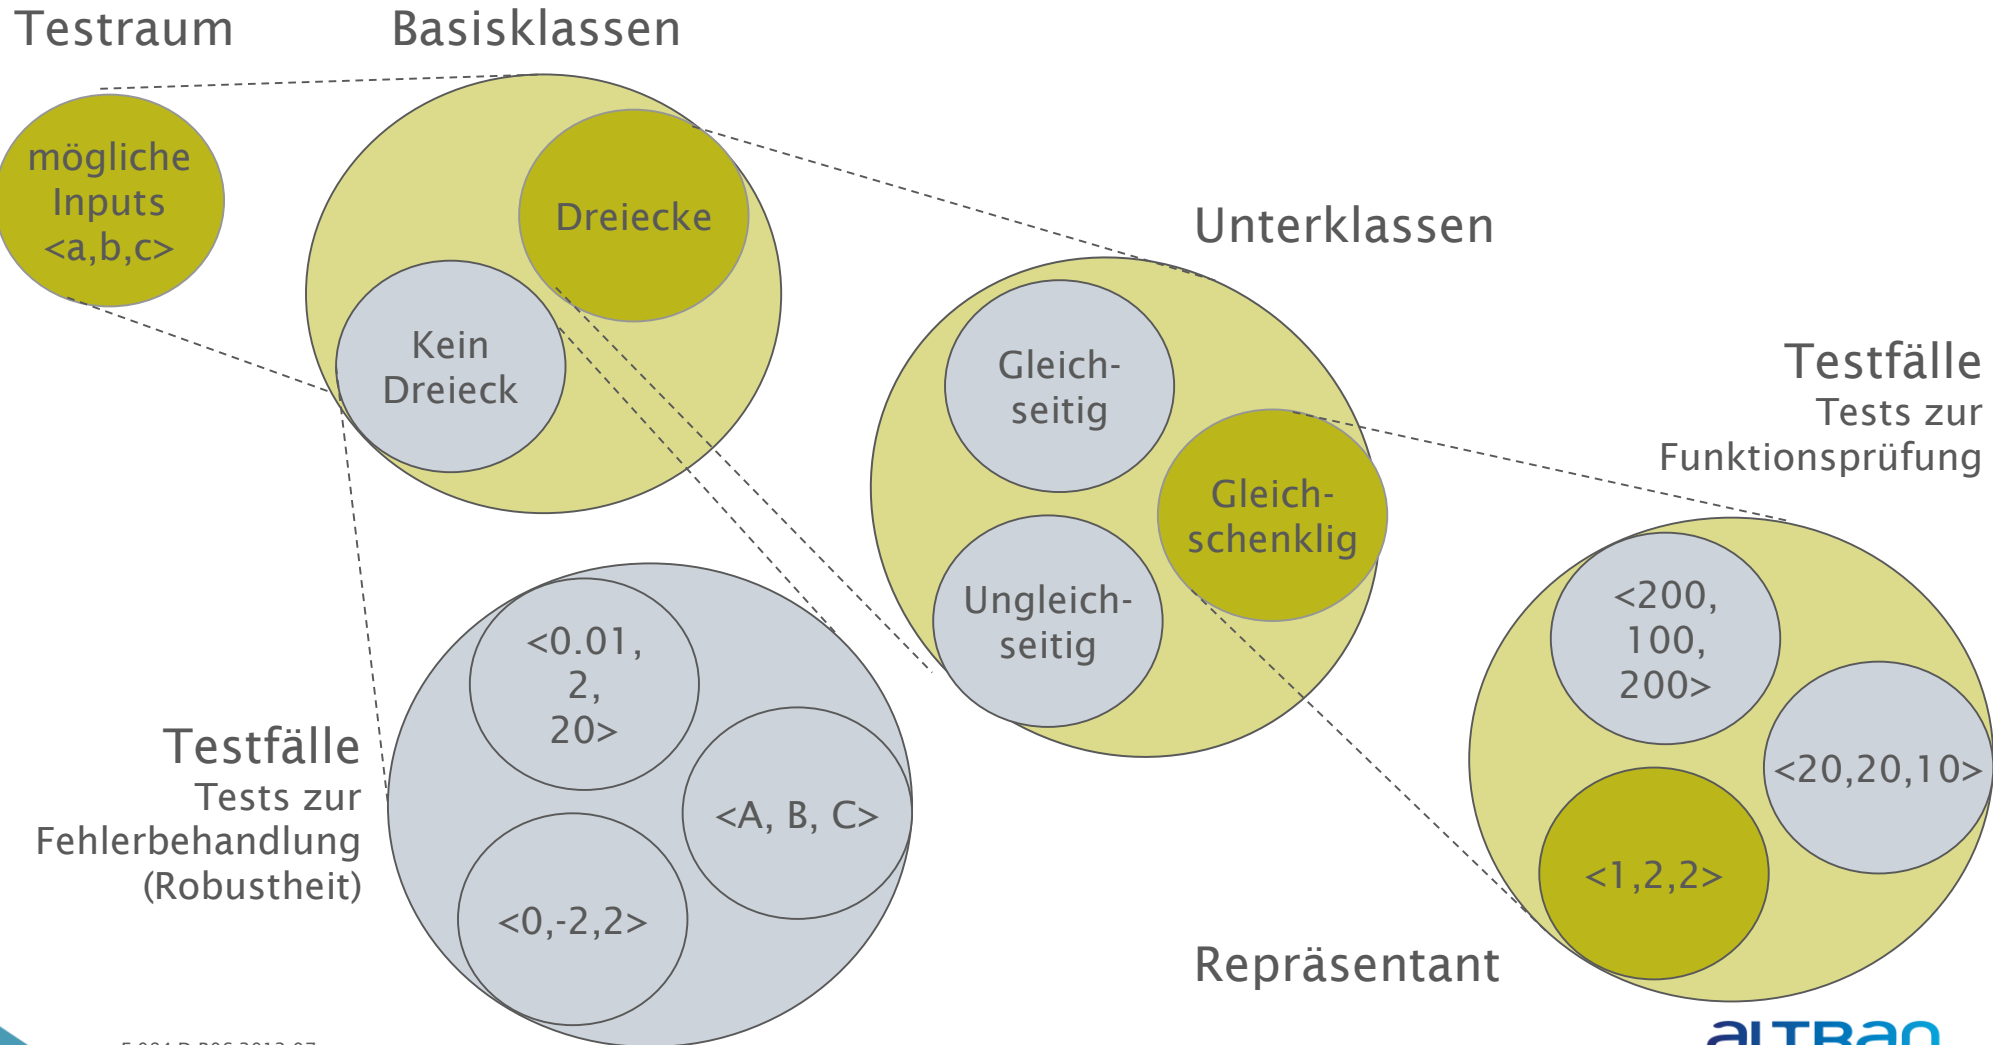 Testraum
Basisklassen
mögliche
Inputs
<a,b,c>
Dreiecke
Kein
Dreieck
Unterklassen
Gleich-
seitig
Gleich-
schenklig
Ungleich-
seitig
Testfälle
Tests zur
Funktionsprüfung
<200,
100,
200>
<20,20,10>
<1,2,2>
Repräsentant
Testfälle
Tests zur
Fehlerbehandlung
(Robustheit)
<0.01,
2,
20>
<A, B, C>
<0,-2,2>
aLTRan